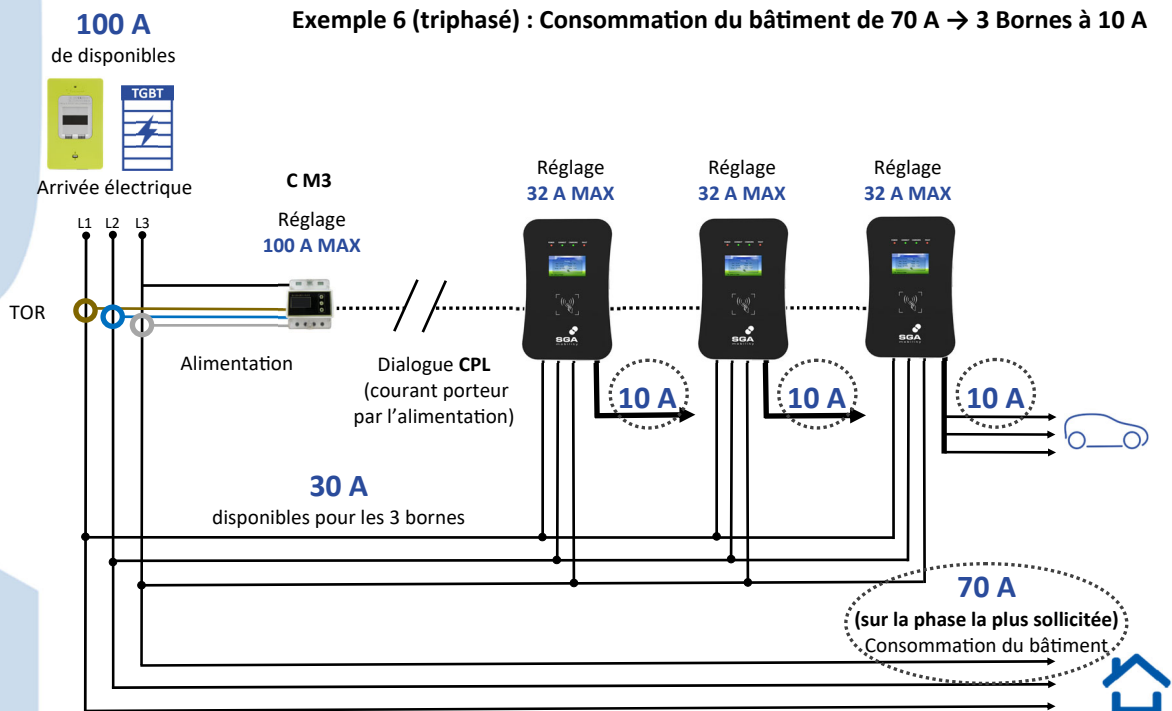 Exemple 6 (triphasé) : Consommation du bâtiment de 70 A → 3 Bornes à 10 A
100 A
de disponibles
TGBT
Arrivée électrique
L1 L2 L3
TOR
C M3
Réglage
100 A MAX
Alimentation
Dialogue CPL
(courant porteur
par l'alimentation)
Réglage
32 A MAX
Réglage
32 A MAX
Réglage
32 A MAX
SGA
mobility
SGA
mobility
SGA
mobility
10 A
10 A
10 A
30 A
disponibles pour les 3 bornes
70 A
(sur la phase la plus sollicitée)
Consommation du bâtiment